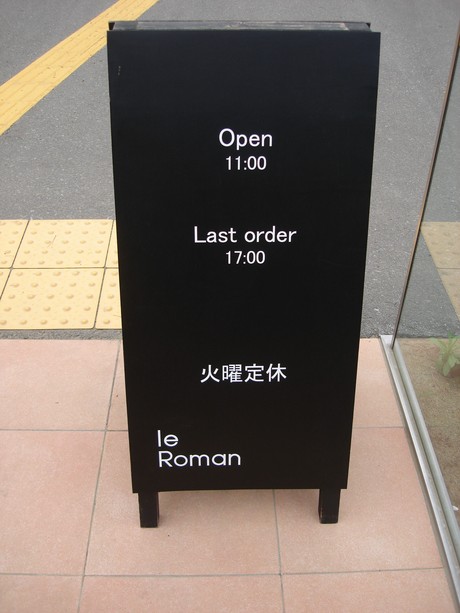 Open
11:00
Last order
17:00
火曜定休
le
Roman